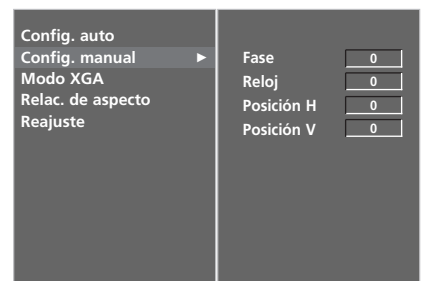 Config. auto
Config. manual ►
Modo XGA
Relac. de aspecto
Reajuste
Fase 0
Reloj 0
Posición H 0
Posición V 0